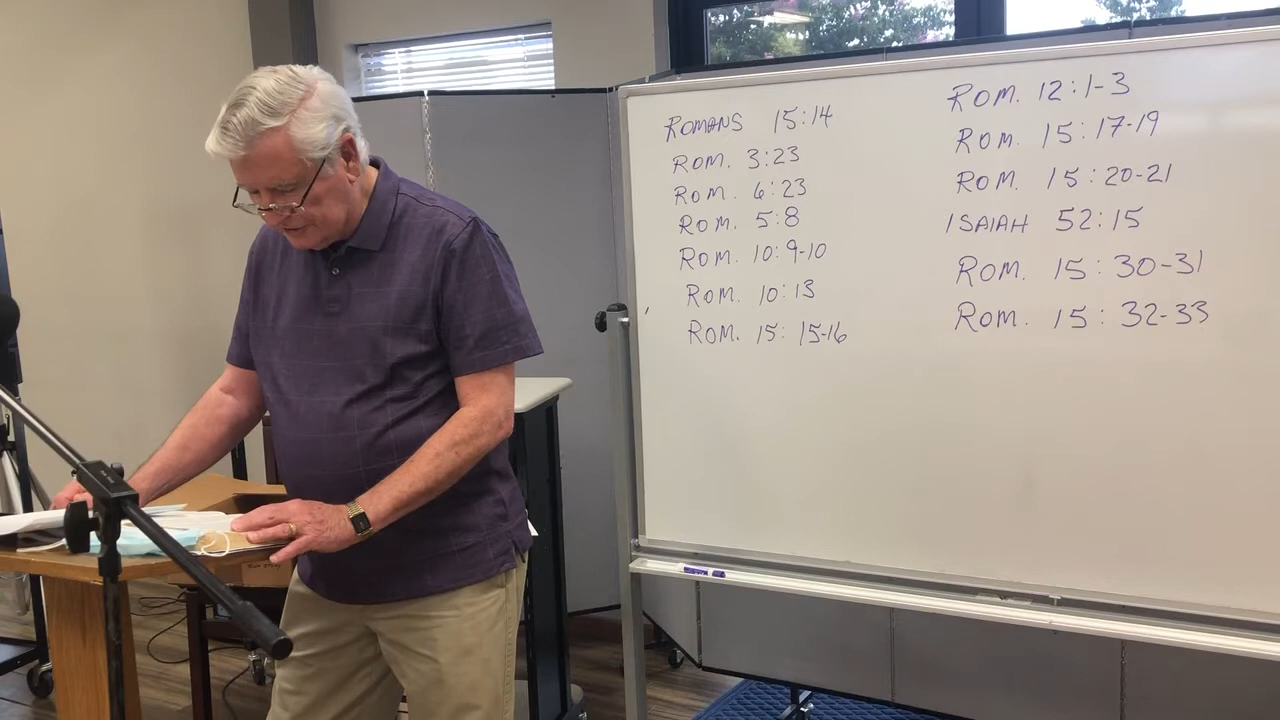 ROMANS 15:14
ROM. 3:23
ROM. 6:23
ROM. 5:8
ROM. 10:9-10
ROM. 10:13
ROM. 15: 15-16
ROM. 12:1-3
ROM. 15:17-19
ROM. 15:20-21
ISAIAH 52:15
ROM. 15:30-31
ROM. 15: 32-33